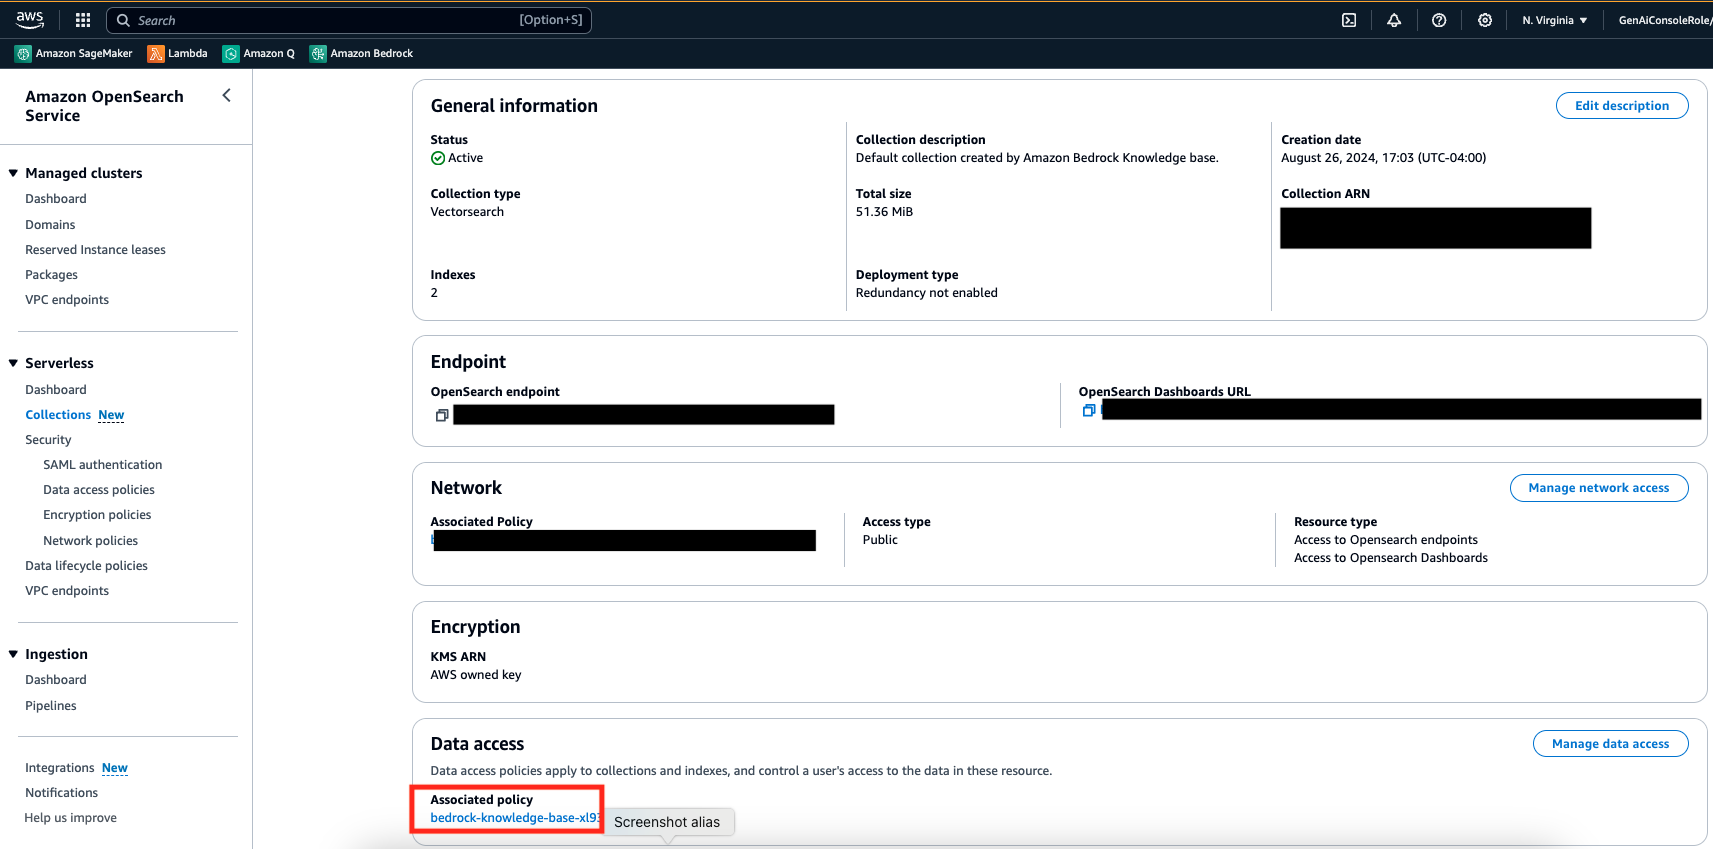 aws
Search [Option+S] N. Virginia GenAiConsoleRole/
Amazon SageMaker Lambda Amazon Q Amazon Bedrock
Amazon OpenSearch
Service
Managed clusters
Dashboard
Domains
Reserved Instance leases
Packages
VPC endpoints
Serverless
Dashboard
Collections New
Security
SAML authentication
Data access policies
Encryption policies
Network policies
Data lifecycle policies
VPC endpoints
Ingestion
Dashboard
Pipelines
Integrations New
Notifications
Help us improve
General information
Edit description
Status
Active
Collection description
Default collection created by Amazon Bedrock Knowledge base.
Creation date
August 26, 2024, 17:03 (UTC-04:00)
Collection type
Vectorsearch
Total size
51.36 MiB
Collection ARN
Indexes
2
Deployment type
Redundancy not enabled
Endpoint
OpenSearch endpoint
OpenSearch Dashboards URL
Network
Manage network access
Associated Policy
Access type
Public
Resource type
Access to Opensearch endpoints
Access to Opensearch Dashboards
Encryption
KMS ARN
AWS owned key
Data access
Manage data access
Data access policies apply to collections and indexes, and control a user's access to the data in these resource.
Associated policy
bedrock-knowledge-base-xl93
Screenshot alias